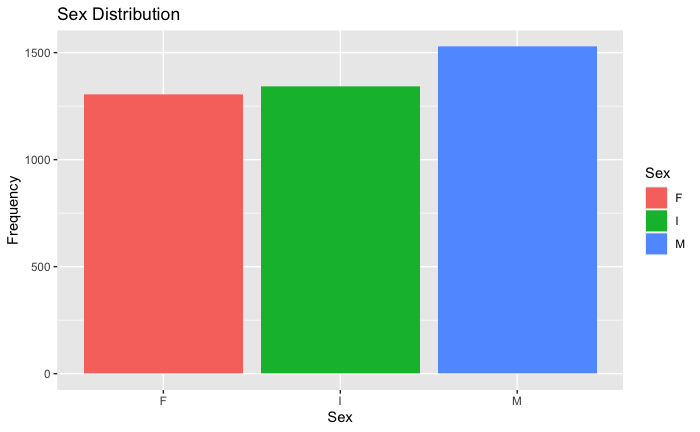 Sex Distribution
1500
1000
500
0
Frequency
F
I
M
Sex
Sex
F
I
M